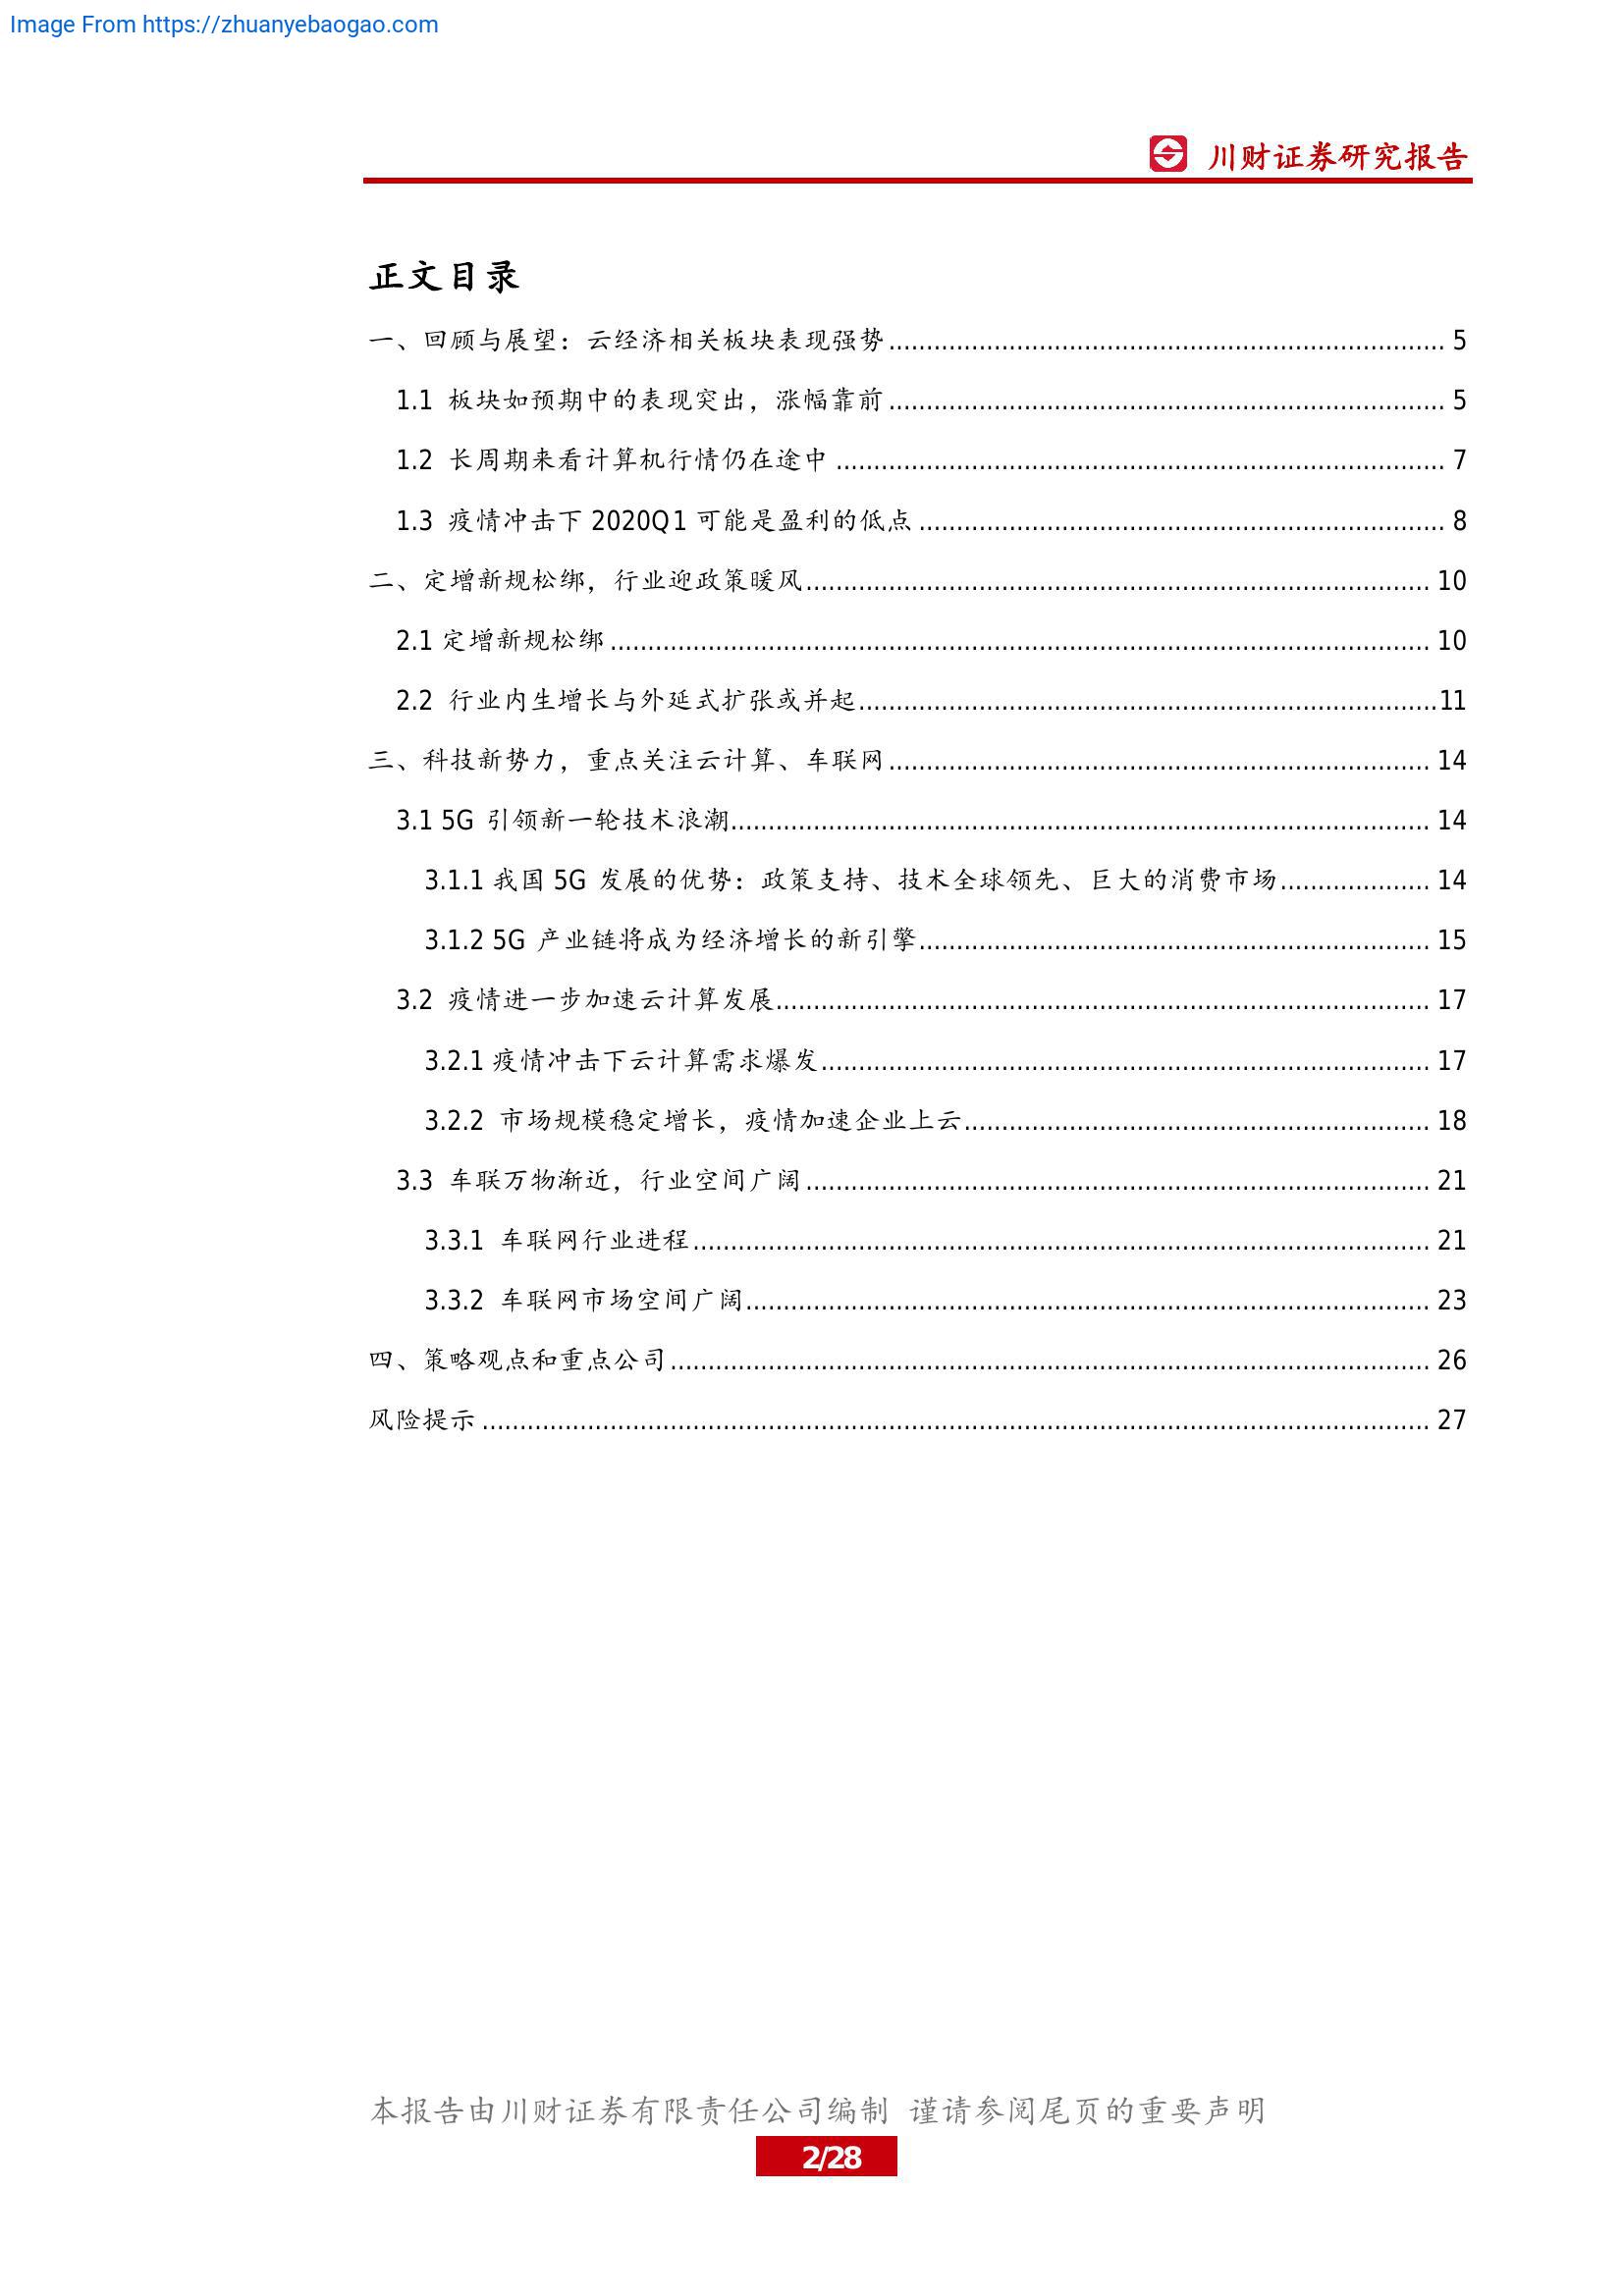 Image From https://zhuanyebaogao.com
川财证券研究报告
正文目录
一、回顾与展望：云经济相关板块表现强势 5
1.1 板块如预期中的表现突出，涨幅靠前 5
1.2 长周期来看计算机行情仍在途中 7
1.3 疫情冲击下 2020Q1 可能是盈利的低点 8
二、定增新规松绑，行业迎政策暖风 10
2.1 定增新规松绑 10
2.2 行业内生增长与外延式扩张或并起 11
三、科技新势力，重点关注云计算、车联网 14
3.1 5G 引领新一轮技术浪潮 14
3.1.1 我国 5G 发展的优势：政策支持、技术全球领先、巨大的消费市场 14
3.1.2 5G 产业链将成为经济增长的新引擎 15
3.2 疫情进一步加速云计算发展 17
3.2.1 疫情冲击下云计算需求爆发 17
3.2.2 市场规模稳定增长，疫情加速企业上云 18
3.3 车联万物渐近，行业空间广阔 21
3.3.1 车联网行业进程 21
3.3.2 车联网市场空间广阔 23
四、策略观点和重点公司 26
风险提示 27
本报告由川财证券有限责任公司编制 谨请参阅尾页的重要声明
2/28